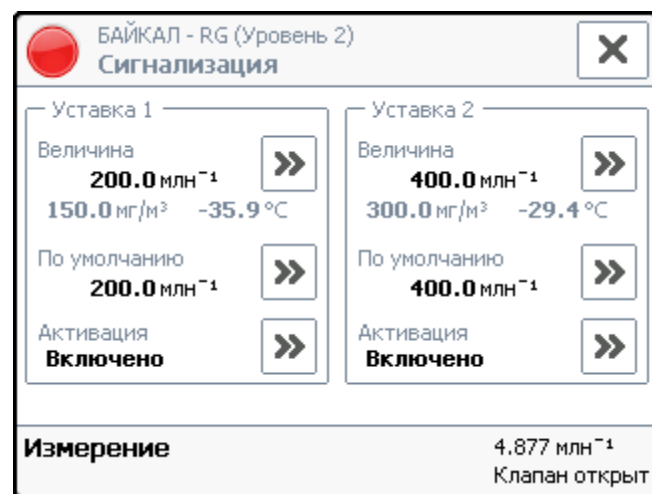 БАЙКАЛ - RG (Уровень 2)
Сигнализация
Уставка 1
Величина
200.0 млн⁻¹
150.0 мг/м³ -35.9 °C
По умолчанию
200.0 млн⁻¹
Активация
Включено
Уставка 2
Величина
400.0 млн⁻¹
300.0 мг/м³ -29.4 °C
По умолчанию
400.0 млн⁻¹
Активация
Включено
Измерение
4.877 млн⁻¹
Клапан открыт